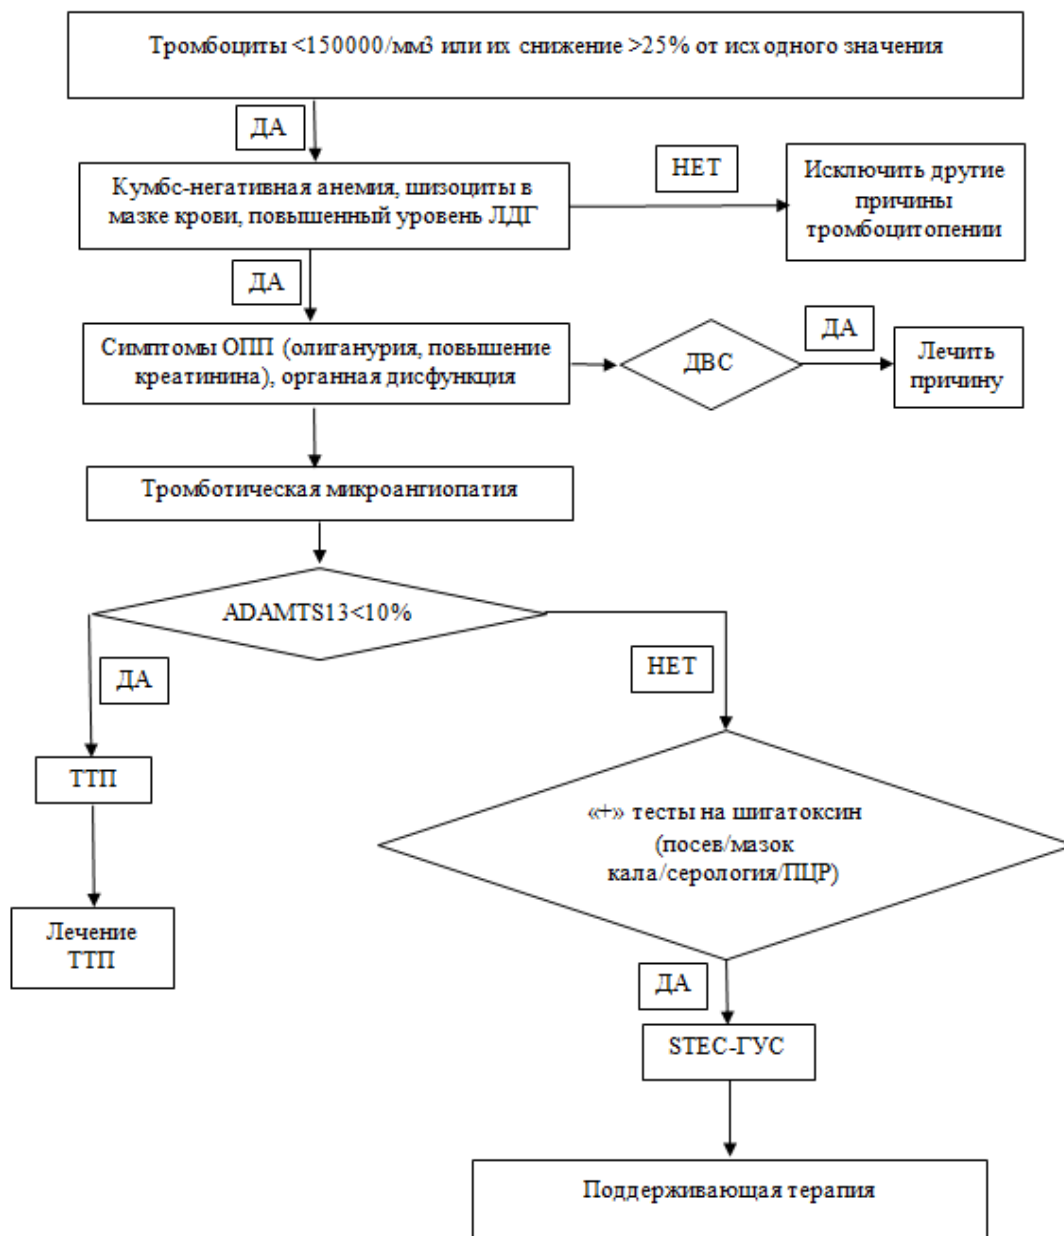 Тромбоциты <150000/мм3 или их снижение >25% от исходного значения
ДА
Кумбс-негативная анемия, шизоциты в
мазке крови, повышенный уровень ЛДГ
НЕТ
Исключить другие
причины
тромбоцитопении
ДА
Симптомы ОПП (олиганурия, повышение
креатинина), органная дисфункция
ДВС
ДА
Лечить
причину
Тромботическая микроангиопатия
ADAMTS13<10%
ДА
НЕТ
ТТП
«+» тесты на шигатоксин
(посев/мазок
кала/серология/ПЦР)
Лечение
ТТП
ДА
STEC-ГУС
Поддерживающая терапия